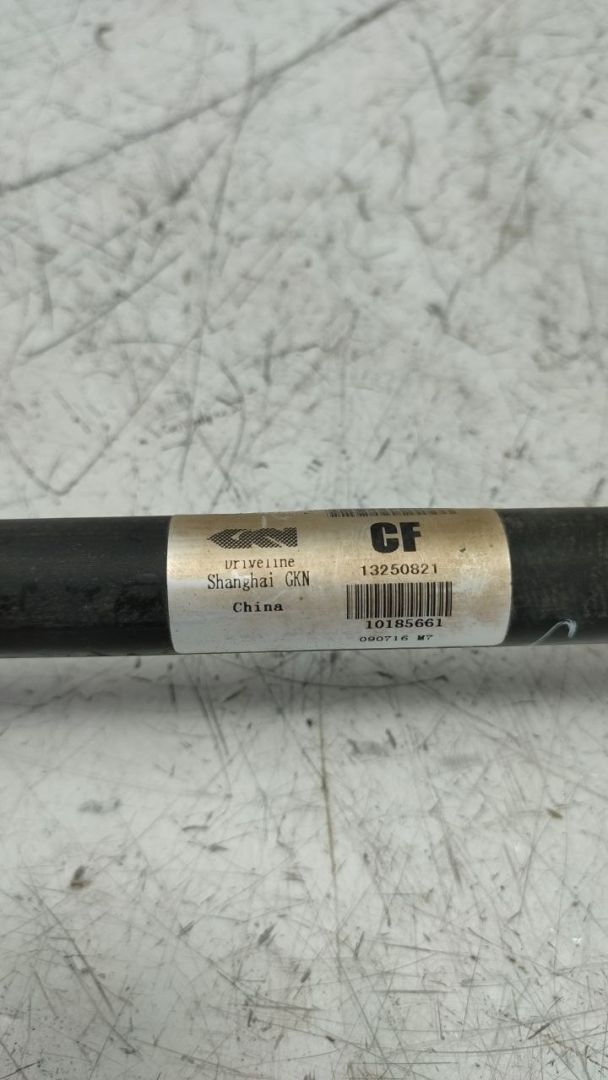 GKN
CF
Driveline
Shanghai GKN
China
13250821
10185661
090716 M7